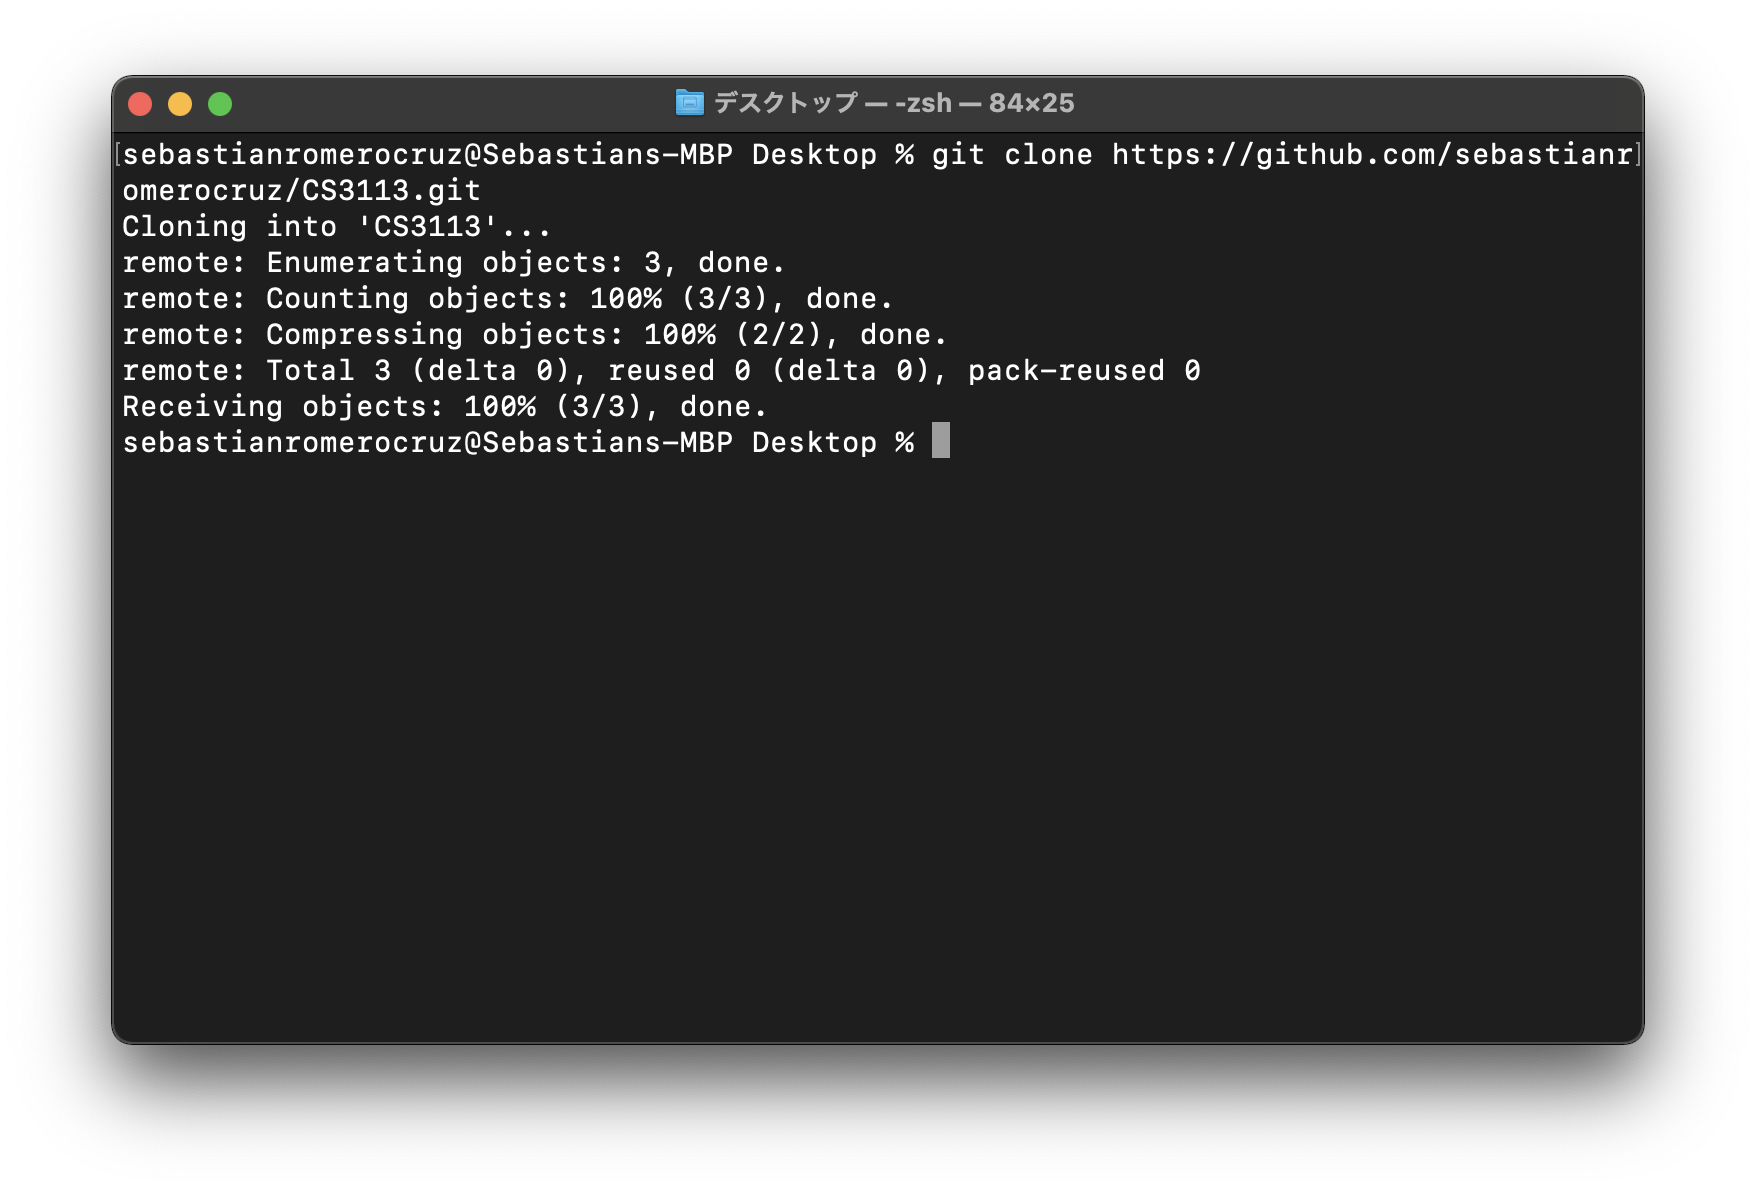 デスクトップ — -zsh — 84×25
[sebastianromerocruz@Sebastians-MBP Desktop % git clone https://github.com/sebastianr]
omerocruz/CS3113.git
Cloning into 'CS3113'...
remote: Enumerating objects: 3, done.
remote: Counting objects: 100% (3/3), done.
remote: Compressing objects: 100% (2/2), done.
remote: Total 3 (delta 0), reused 0 (delta 0), pack-reused 0
Receiving objects: 100% (3/3), done.
sebastianromerocruz@Sebastians-MBP Desktop %